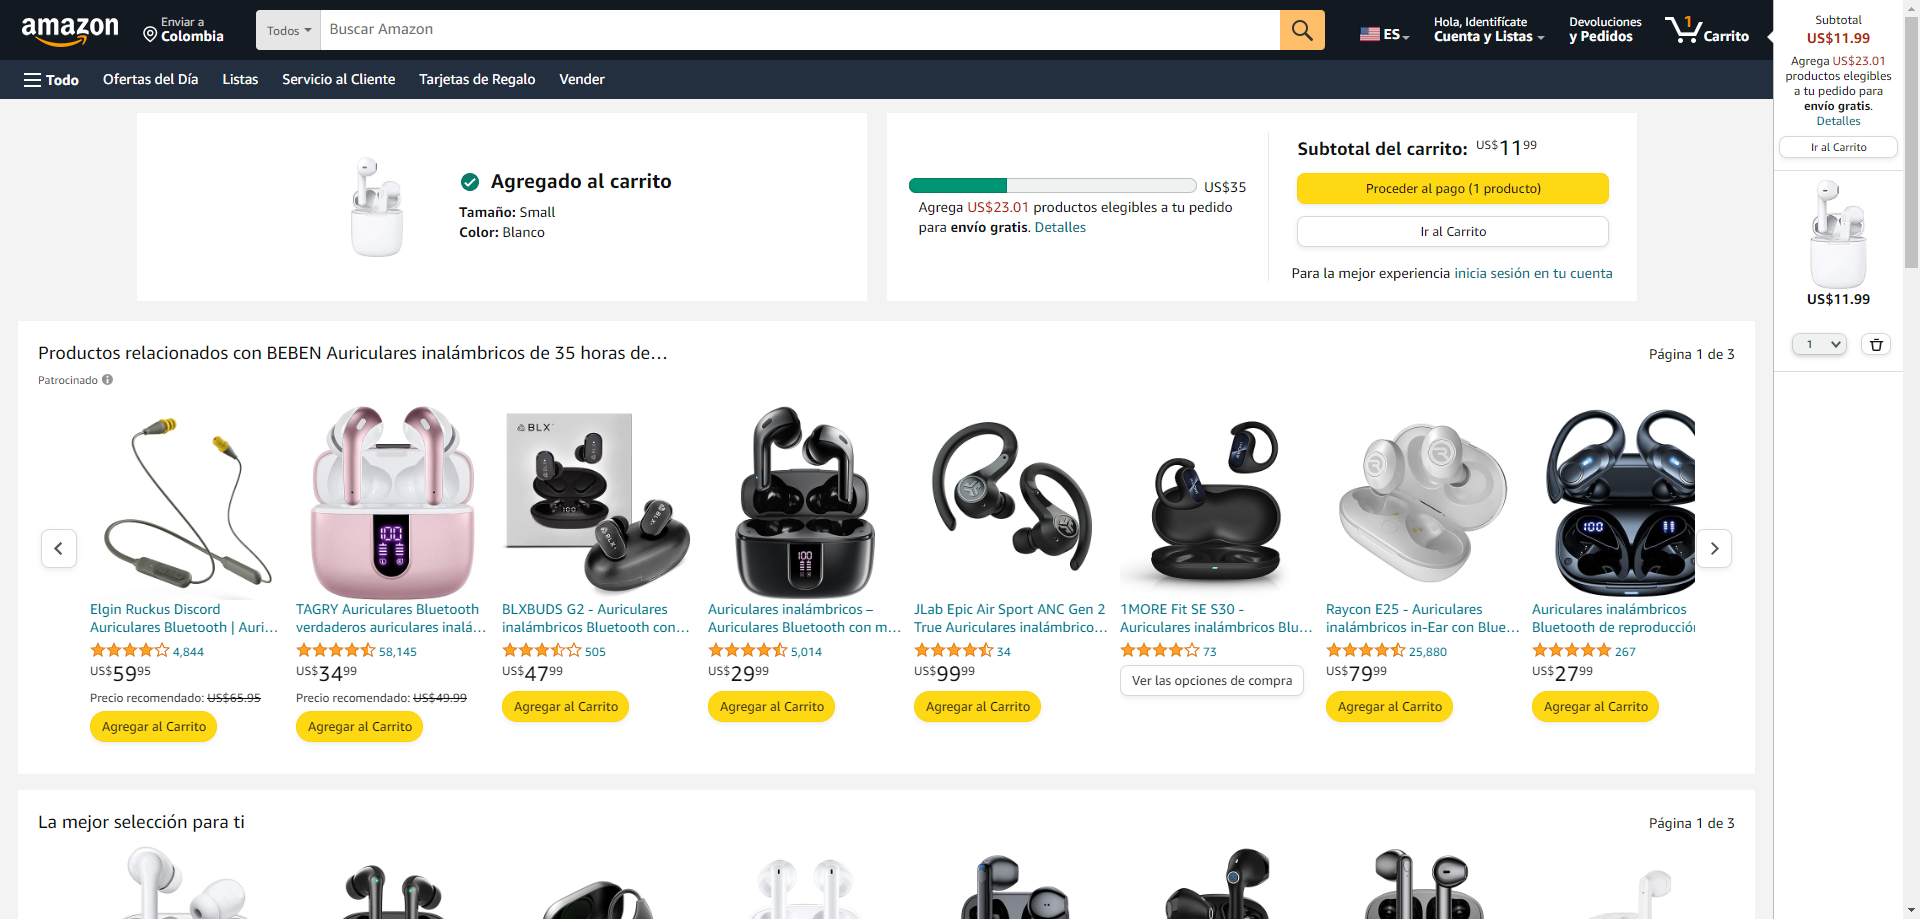 amazon
Enviar a
Colombia
Todos
Buscar Amazon
ES
Hola, Identifícate
Cuenta y Listas
Devoluciones
y Pedidos
1
Carrito
Todo
Ofertas del Día
Listas
Servicio al Cliente
Tarjetas de Regalo
Vender
Subtotal
US$11.99
Agrega US$23.01
productos elegibles
a tu pedido para
envío gratis.
Detalles
Ir al Carrito
US$11.99
1
Agregado al carrito
Tamaño: Small
Color: Blanco
US$35
Agrega US$23.01 productos elegibles a tu pedido
para envío gratis. Detalles
Subtotal del carrito: US$11 99
Proceder al pago (1 producto)
Ir al Carrito
Para la mejor experiencia inicia sesión en tu cuenta
Productos relacionados con BEBEN Auriculares inalámbricos de 35 horas de…
Página 1 de 3
Patrocinado
BLX
BLX
BLX
100
100
100
Elgin Ruckus Discord
Auriculares Bluetooth | Auri…
4,844
US$59 95
Precio recomendado: US$65.95
Agregar al Carrito
TAGRY Auriculares Bluetooth
verdaderos auriculares inalá…
58,145
US$34 99
Precio recomendado: US$49.99
Agregar al Carrito
BLXBUDS G2 - Auriculares
inalámbricos Bluetooth con…
505
US$47 99
Agregar al Carrito
Auriculares inalámbricos –
Auriculares Bluetooth con m…
5,014
US$29 99
Agregar al Carrito
JLab Epic Air Sport ANC Gen 2
True Auriculares inalámbrico…
34
US$99 99
Agregar al Carrito
1MORE Fit SE S30 -
Auriculares inalámbricos Blu…
73
Ver las opciones de compra
Raycon E25 - Auriculares
inalámbricos in-Ear con Blue…
25,880
US$79 99
Agregar al Carrito
Auriculares inalámbricos
Bluetooth de reproducción
267
US$27 99
Agregar al Carrito
La mejor selección para ti
Página 1 de 3